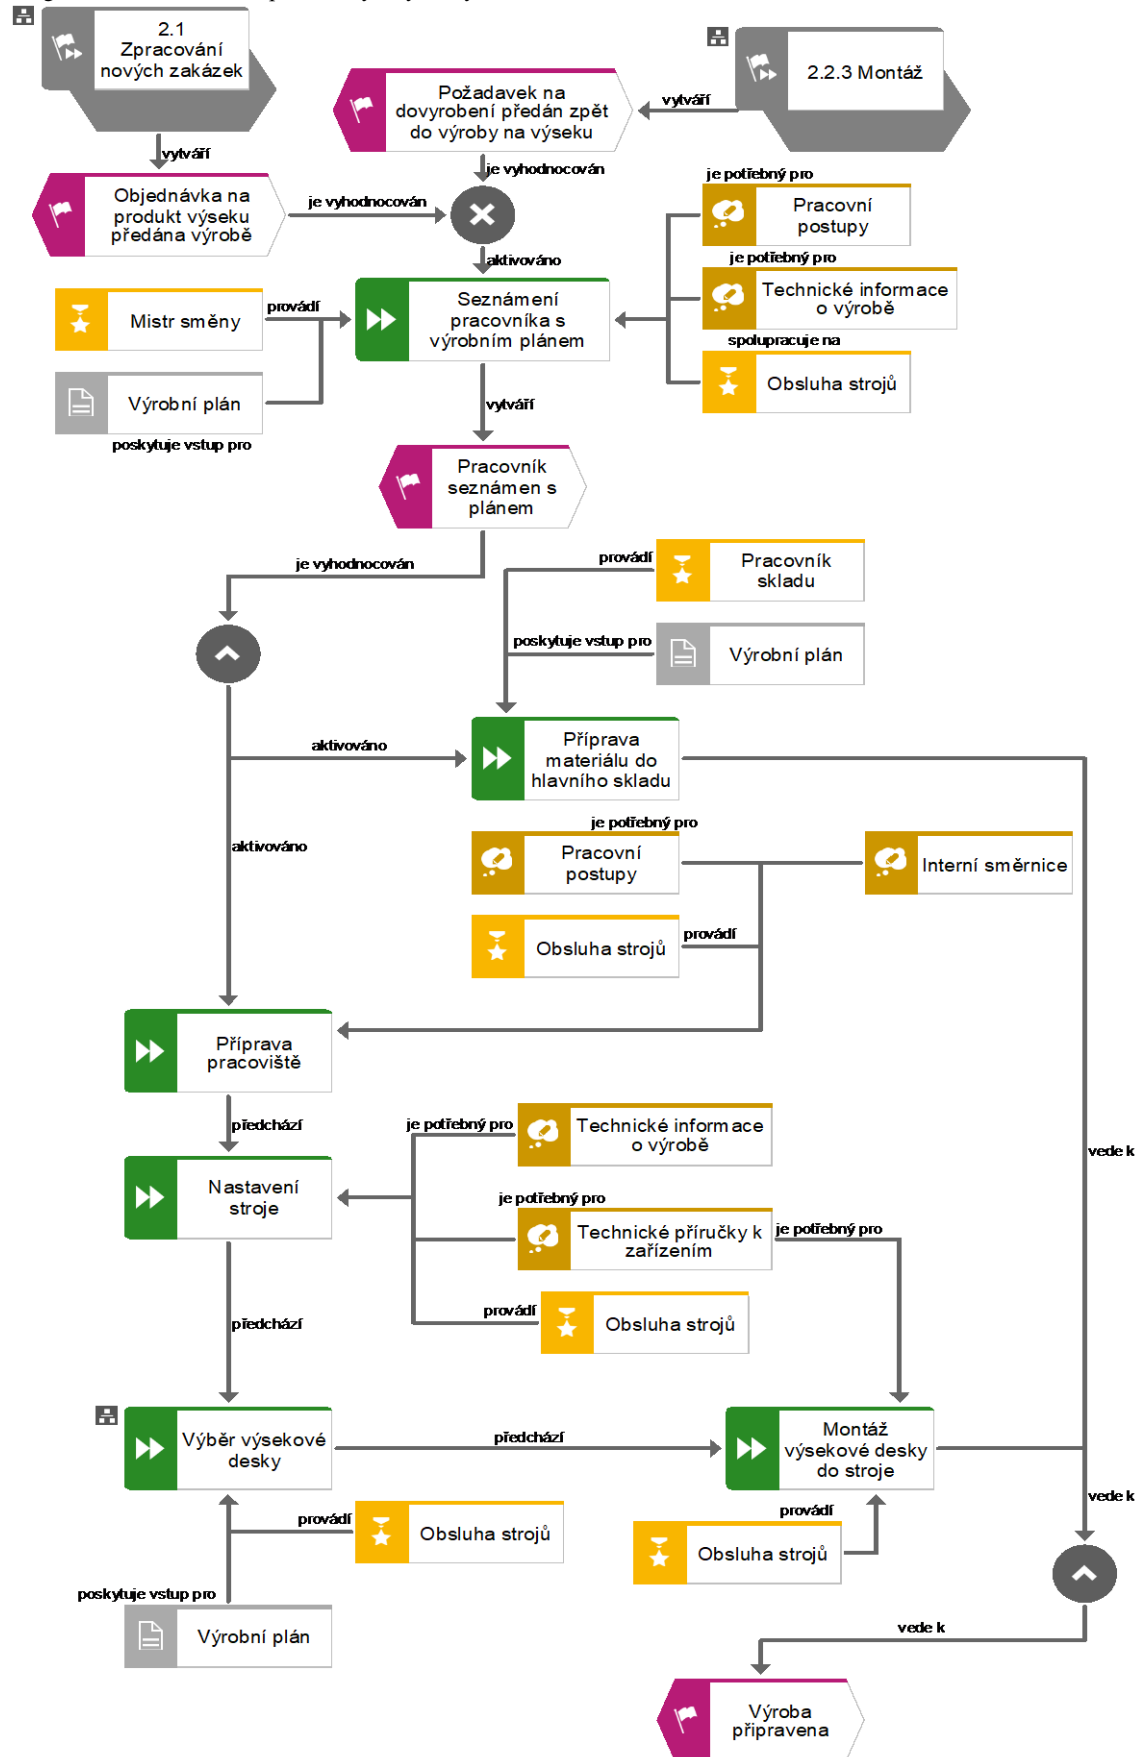 2.1
Zpracování
nových zakázek
2.2.3 Montáž
Požadavek na
dovyrobení předán zpět
do výroby na výseku
vytváří
vytváří
je vyhodnocován
je potřebný pro
Objednávka na
produkt výseku
předána výrobě
je vyhodnocován
Pracovní
postupy
aktivováno
je potřebný pro
Mistr směny
provádí
Seznámení
pracovníka s
výrobním plánem
Technické informace
o výrobě
spolupracuje na
Výrobní plán
Obsluha strojů
vytváří
poskytuje vstup pro
Pracovník
seznámen s
plánem
je vyhodnocován
provádí
Pracovník
skladu
poskytuje vstup pro
Výrobní plán
aktivováno
Příprava
materiálu do
hlavního skladu
je potřebný pro
aktivováno
Pracovní
postupy
Interní směrnice
Obsluha strojů
provádí
Příprava
pracoviště
předchází
je potřebný pro
Technické informace
o výrobě
vede k
Nastavení
stroje
je potřebný pro
Technické příručky k
zařízením
je potřebný pro
provádí
Obsluha strojů
předchází
Výběr výsekové
desky
předchází
Montáž
výsekové desky
do stroje
vede k
provádí
Obsluha strojů
provádí
Obsluha strojů
poskytuje vstup pro
Výrobní plán
vede k
Výroba
připravena